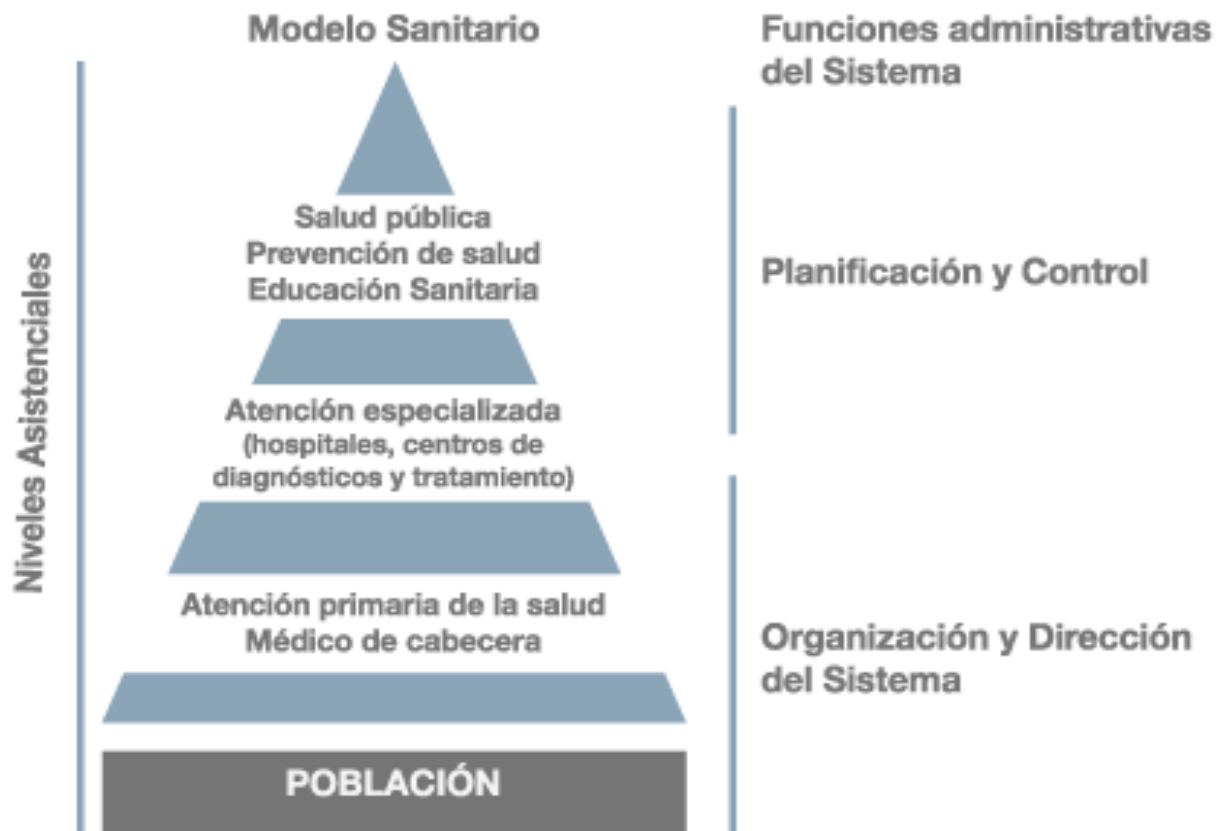 Modelo Sanitario
Funciones administrativas
del Sistema
Niveles Asistenciales
Salud pública
Prevención de salud
Educación Sanitaria
Planificación y Control
Atención especializada
(hospitales, centros de
diagnósticos y tratamiento)
Atención primaria de la salud
Médico de cabecera
Organización y Dirección
del Sistema
POBLACIÓN